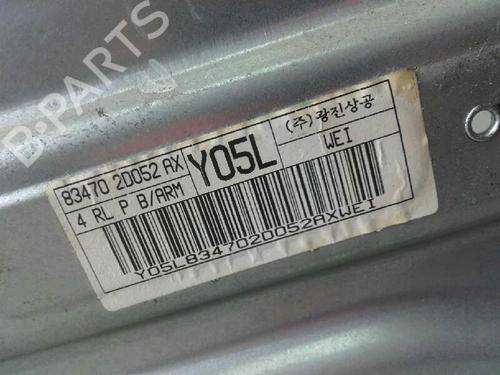 B-PARTS
83470 2D052 AX
4 RL P B/ARM
Y05L
(주)광진상공
WEI
Y05L834702D052AXWEI